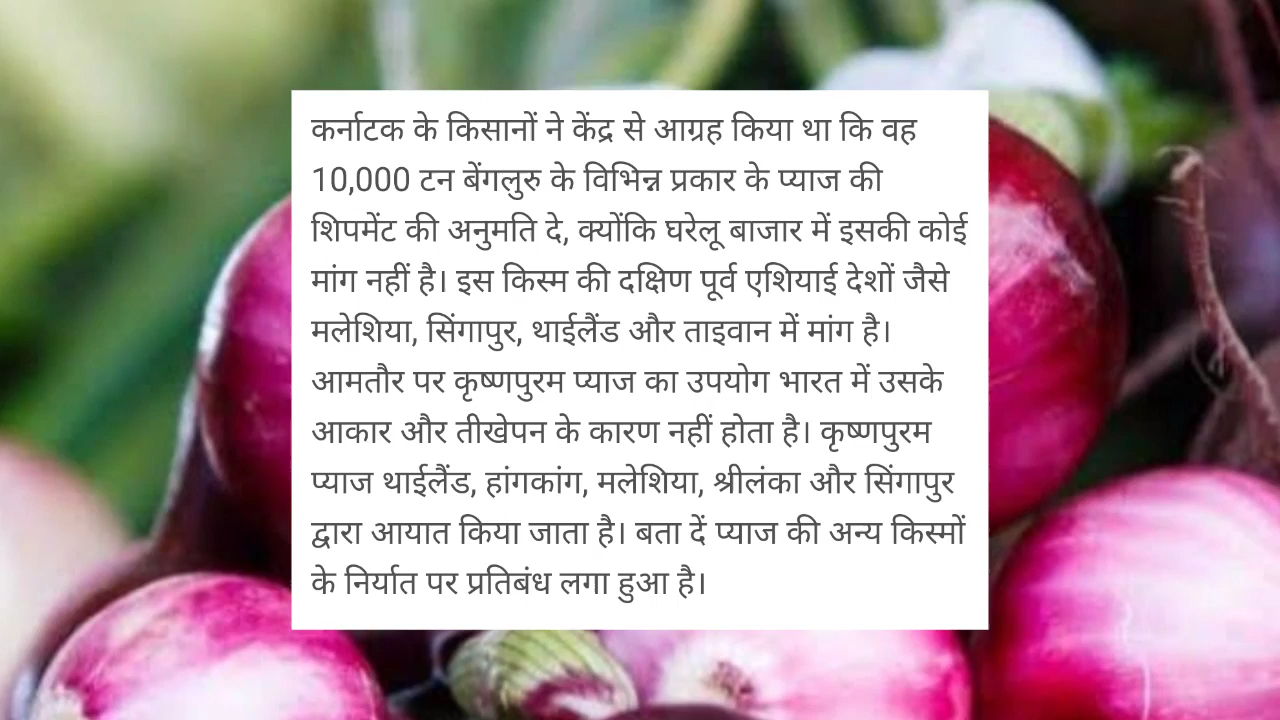 कर्नाटक के किसानों ने केंद्र से आग्रह किया था कि वह
10,000 टन बेंगलुरु के विभिन्न प्रकार के प्याज की
शिपमेंट की अनुमति दे, क्योंकि घरेलू बाजार में इसकी कोई
मांग नहीं है। इस किस्म की दक्षिण पूर्व एशियाई देशों जैसे
मलेशिया, सिंगापुर, थाईलैंड और ताइवान में मांग है।
आमतौर पर कृष्णपुरम प्याज का उपयोग भारत में उसके
आकार और तीखेपन के कारण नहीं होता है। कृष्णपुरम
प्याज थाईलैंड, हांगकांग, मलेशिया, श्रीलंका और सिंगापुर
द्वारा आयात किया जाता है। बता दें प्याज की अन्य किस्मों
के निर्यात पर प्रतिबंध लगा हुआ है।